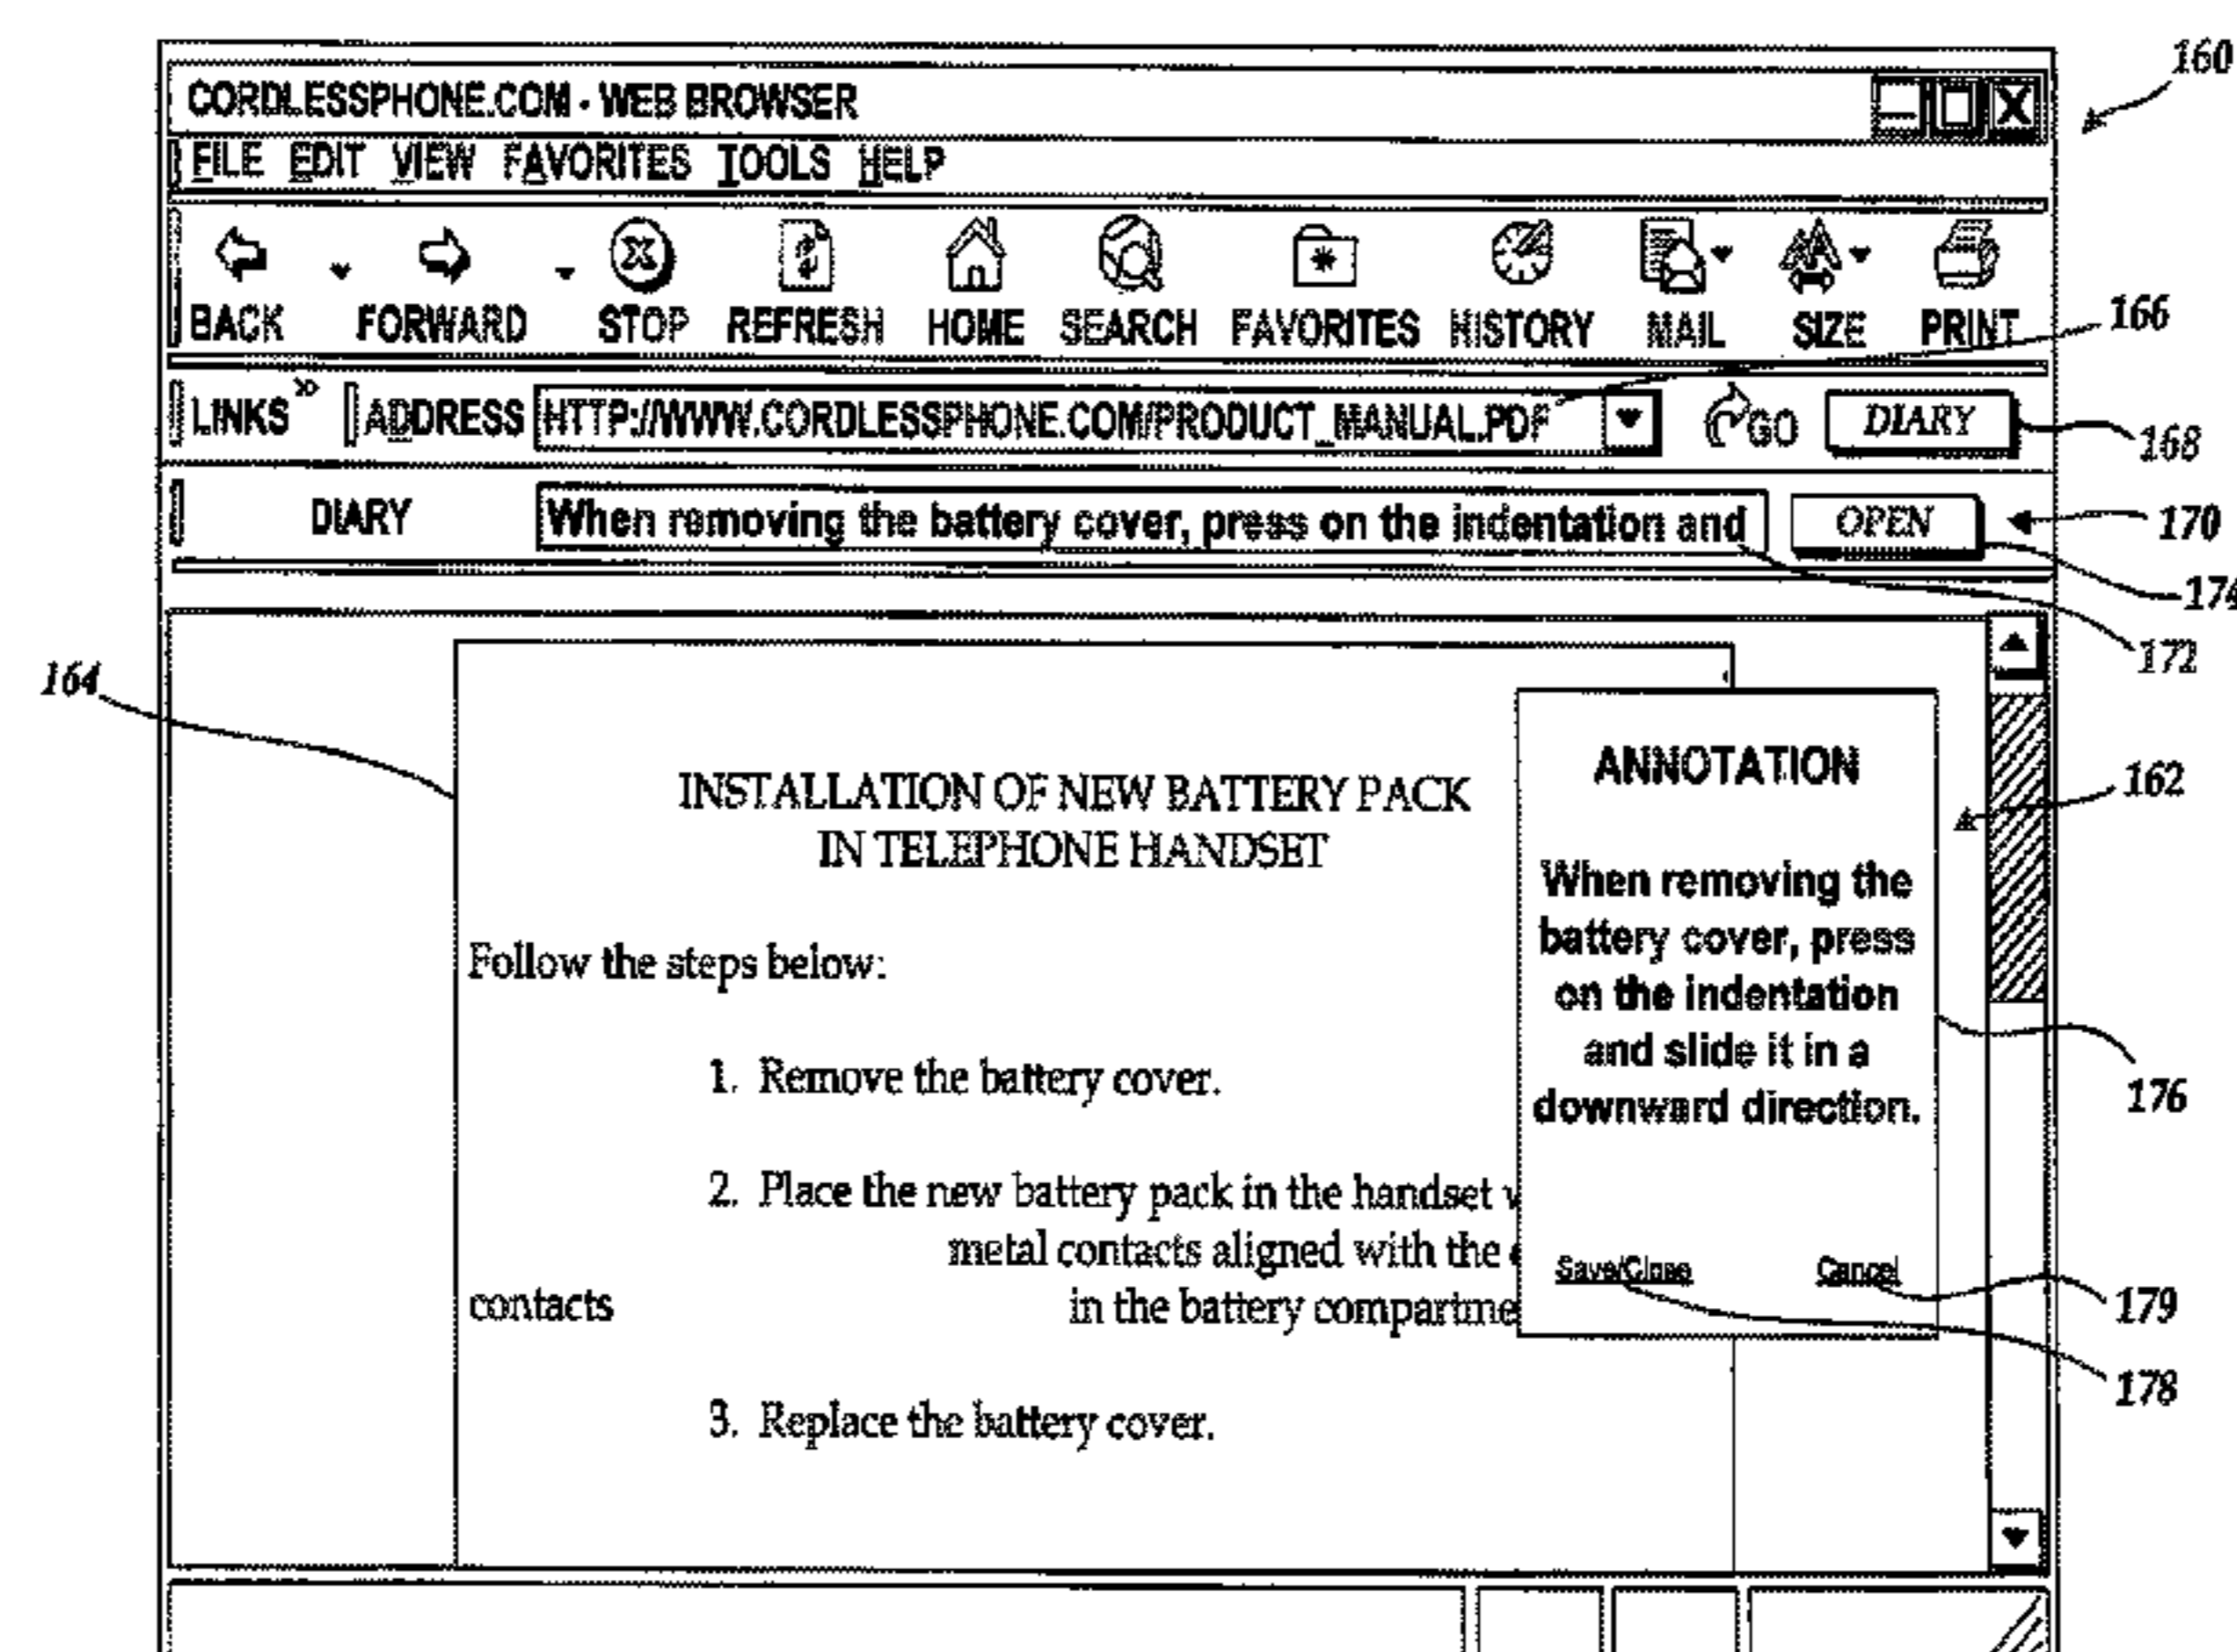 160
CORDLESSPHONE.COM - WEB BROWSER
FILE EDIT VIEW FAVORITES TOOLS HELP
BACK FORWARD STOP REFRESH HOME SEARCH FAVORITES HISTORY MAIL SIZE PRINT
166
LINKS » ADDRESS HTTP://WWW.CORDLESSPHONE.COM/PRODUCT_MANUAL.PDF GO DIARY
168
DIARY When removing the battery cover, press on the indentation and OPEN
170
174
172
164
INSTALLATION OF NEW BATTERY PACK
IN TELEPHONE HANDSET
Follow the steps below:
1. Remove the battery cover.
2. Place the new battery pack in the handset
metal contacts aligned with the
contacts in the battery compartme
3. Replace the battery cover.
ANNOTATION
When removing the
battery cover, press
on the indentation
and slide it in a
downward direction.
Save/Close Cancel
162
176
179
178